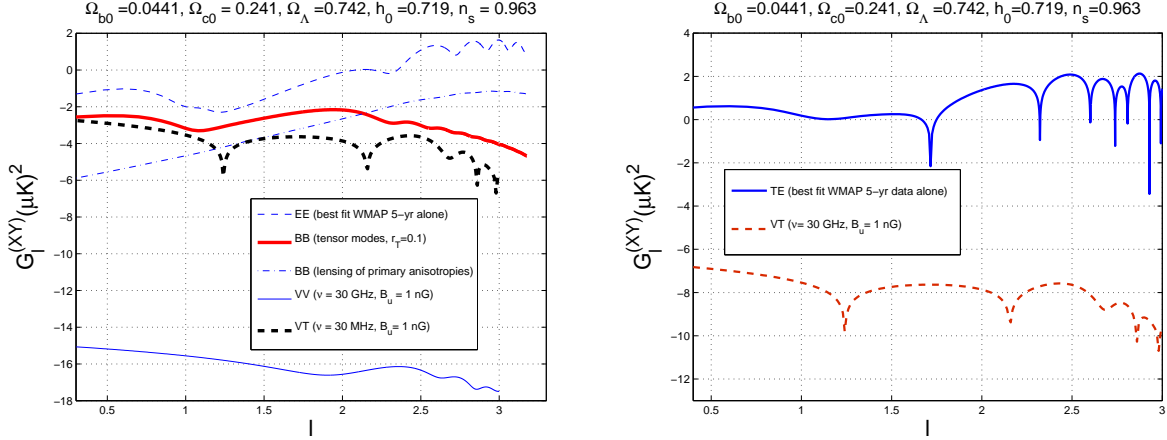 Ω_b0 =0.0441, Ω_c0 = 0.241, Ω_Λ =0.742, h_0=0.719, n_s=0.963
G_l^(XY)(μK)^2
2
0
−2
−4
−6
−8
−10
−12
−14
−16
−18
EE (best fit WMAP 5-yr alone)
BB (tensor modes, r_T=0.1)
BB (lensing of primary anisotropies)
VV (ν = 30 GHz, B_u = 1 nG)
VT (ν = 30 MHz, B_u = 1 nG)
0.5 1 1.5 2 2.5 3
l
Ω_b0 =0.0441, Ω_c0=0.241, Ω_Λ =0.742, h_0=0.719, n_s=0.963
G_l^(XY)(μK)^2
4
2
0
−2
−4
−6
−8
−10
−12
TE (best fit WMAP 5-yr data alone)
VT (ν= 30 GHz, B_u= 1 nG)
0.5 1 1.5 2 2.5 3
l